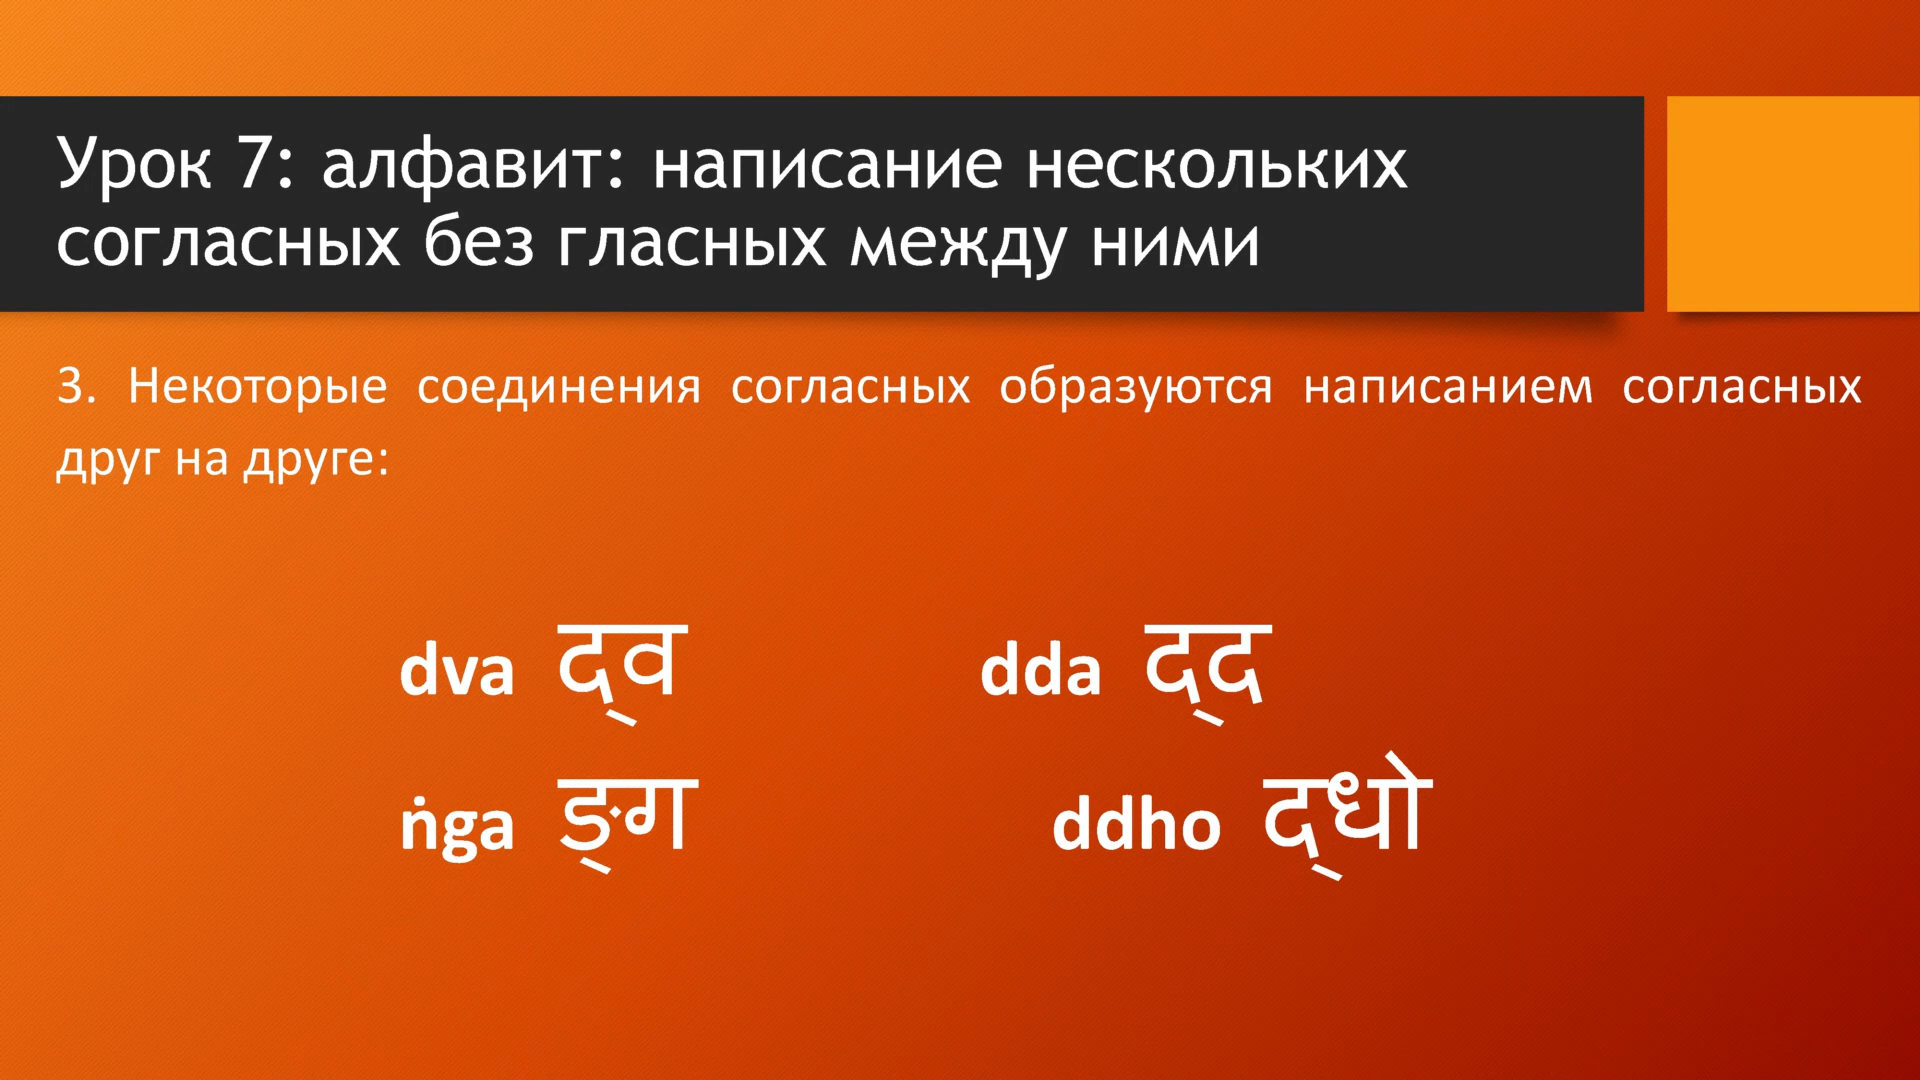 Урок 7: алфавит: написание нескольких
согласных без гласных между ними
3. Некоторые соединения согласных образуются написанием согласных
друг на друге:
dva द्‌व dda द्‌द
ṅga ङ्‌ग ddho द्‌धो